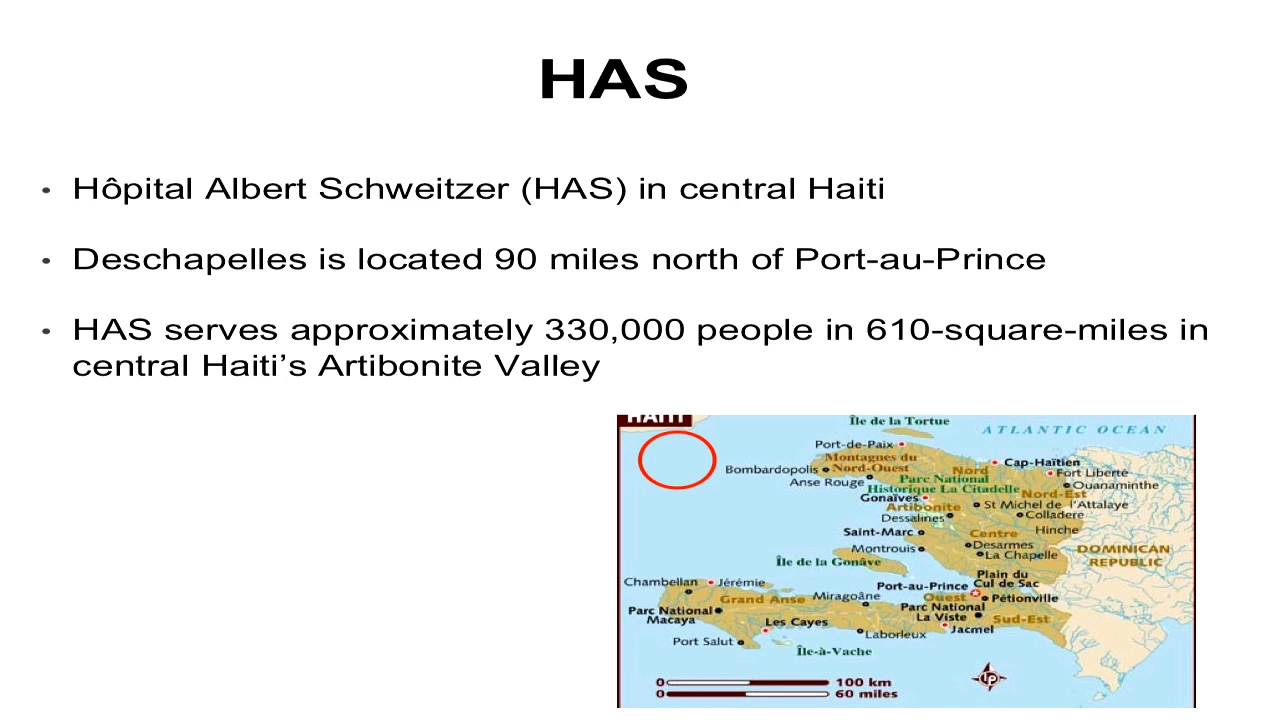 HAS
• Hôpital Albert Schweitzer (HAS) in central Haiti
• Deschapelles is located 90 miles north of Port-au-Prince
• HAS serves approximately 330,000 people in 610-square-miles in
central Haiti’s Artibonite Valley
HAITI
Île de la Tortue
ATLANTIC OCEAN
Port-de-Paix
Montagnes du
Nord-Ouest
Bombardopolis
Nord
Cap-Haïtien
Fort Liberté
Anse Rouge
Parc National
Historique La Citadelle
Ouanaminthe
Nord-Est
Gonaïves
Artibonite
St Michel de l'Attalaye
Dessalines
Colladere
Saint-Marc
Centre
Hinche
Montrouis
Desarmes
La Chapelle
DOMINICAN
REPUBLIC
Île de la Gonâve
Plain du
Cul de Sac
Chambellan
Jérémie
Port-au-Prince
Grand Anse
Miragoâne
Ouest
Pétionville
Parc National
Macaya
Les Cayes
Parc National
La Viste
Sud-Est
Port Salut
Laborleux
Jacmel
Île-à-Vache
0 100 km
0 60 miles
lp